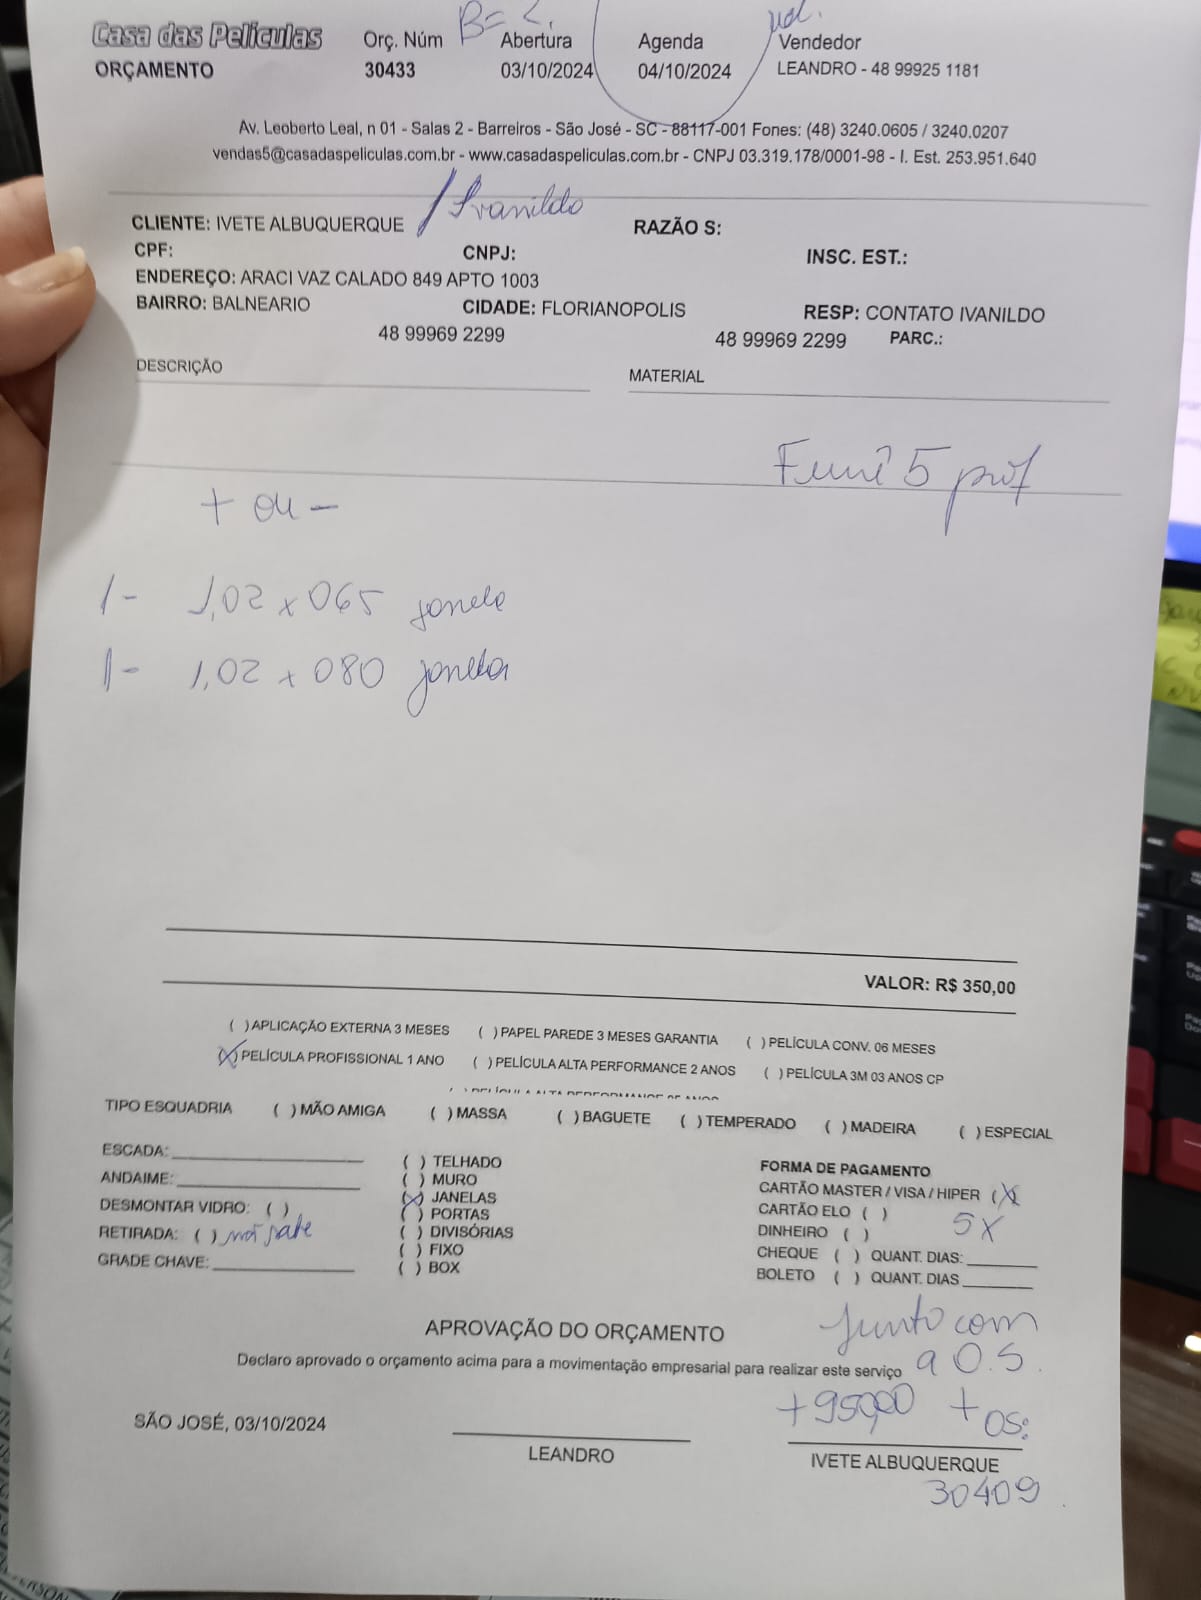 B= 2,
Casa das Películas Orç. Núm Abertura Agenda Vendedor
ORÇAMENTO 30433 03/10/2024 04/10/2024 LEANDRO - 48 99925 1181
Av. Leoberto Leal, n 01 - Salas 2 - Barreiros - São José - SC - 88117-001 Fones: (48) 3240.0605 / 3240.0207
vendas5@casadaspeliculas.com.br - www.casadaspeliculas.com.br - CNPJ 03.319.178/0001-98 - I. Est. 253.951.640
CLIENTE: IVETE ALBUQUERQUE / Ivanildo RAZÃO S:
CPF: CNPJ: INSC. EST.:
ENDEREÇO: ARACI VAZ CALADO 849 APTO 1003
BAIRRO: BALNEARIO CIDADE: FLORIANOPOLIS RESP: CONTATO IVANILDO
48 99969 2299 48 99969 2299 PARC.:
DESCRIÇÃO MATERIAL
Fumê 5 prof
+ ou -
1- 1,02 x 065 janela
1- 1,02 x 080 janela
VALOR: R$ 350,00
( )APLICAÇÃO EXTERNA 3 MESES ( )PAPEL PAREDE 3 MESES GARANTIA ( )PELÍCULA CONV. 06 MESES
(X)PELÍCULA PROFISSIONAL 1 ANO ( )PELÍCULA ALTA PERFORMANCE 2 ANOS ( )PELÍCULA 3M 03 ANOS CP
TIPO ESQUADRIA ( )MÃO AMIGA ( )MASSA ( )BAGUETE ( )TEMPERADO ( )MADEIRA ( )ESPECIAL
ESCADA: ( ) TELHADO FORMA DE PAGAMENTO
ANDAIME: ( ) MURO CARTÃO MASTER / VISA / HIPER (X)
DESMONTAR VIDRO: ( ) (X) JANELAS CARTÃO ELO ( ) 5X
RETIRADA: ( ) não sabe ( ) PORTAS DINHEIRO ( )
GRADE CHAVE: ( ) DIVISÓRIAS CHEQUE ( ) QUANT. DIAS:
( ) FIXO BOLETO ( ) QUANT. DIAS
( ) BOX
APROVAÇÃO DO ORÇAMENTO Junto com
Declaro aprovado o orçamento acima para a movimentação empresarial para realizar este serviço a O.S.
+950,00 + OS:
SÃO JOSÉ, 03/10/2024
LEANDRO IVETE ALBUQUERQUE
30409